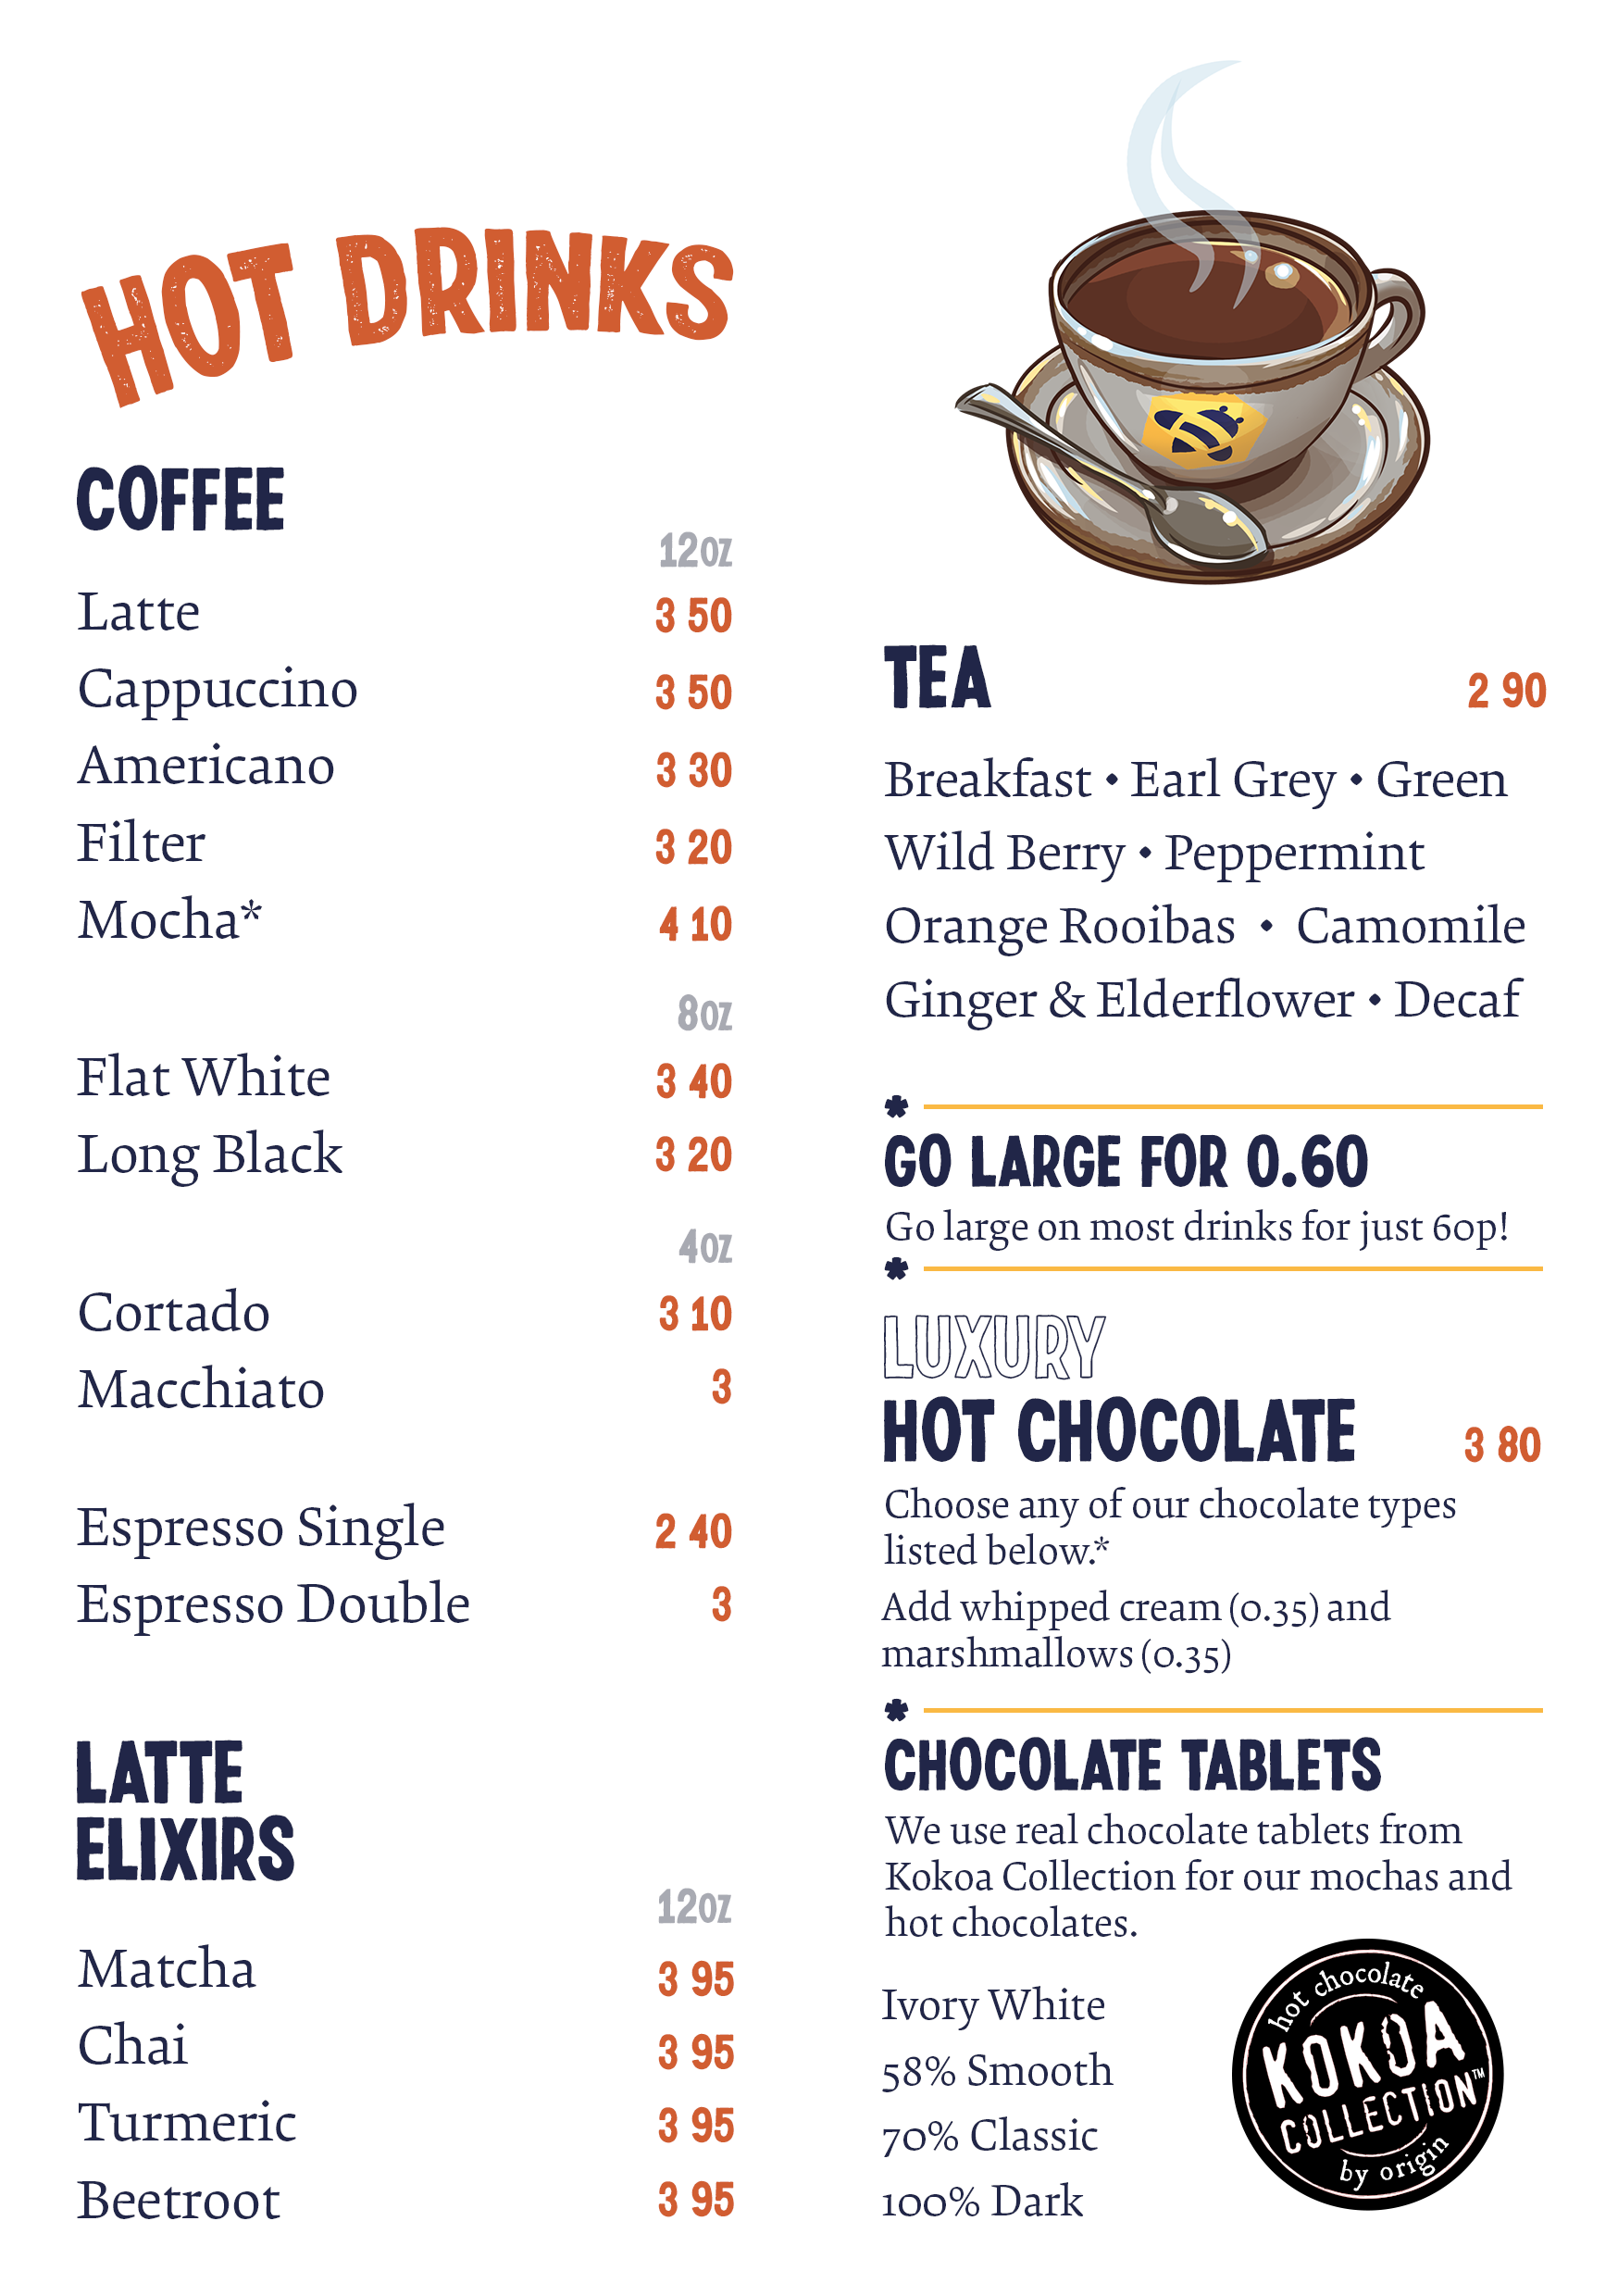 HOT DRINKS
COFFEE
12OZ
Latte 3 50
Cappuccino 3 50
Americano 3 30
Filter 3 20
Mocha* 4 10
8OZ
Flat White 3 40
Long Black 3 20
4OZ
Cortado 3 10
Macchiato 3
Espresso Single 2 40
Espresso Double 3
LATTE
ELIXIRS
12OZ
Matcha 3 95
Chai 3 95
Turmeric 3 95
Beetroot 3 95
TEA 2 90
Breakfast • Earl Grey • Green
Wild Berry • Peppermint
Orange Rooibas • Camomile
Ginger & Elderflower • Decaf
*
GO LARGE FOR 0.60
Go large on most drinks for just 60p!
*
LUXURY
HOT CHOCOLATE 3 80
Choose any of our chocolate types
listed below.*
Add whipped cream (0.35) and
marshmallows (0.35)
*
CHOCOLATE TABLETS
We use real chocolate tablets from
Kokoa Collection for our mochas and
hot chocolates.
Ivory White
58% Smooth
70% Classic
100% Dark
hot chocolate
KOKOA
COLLECTION™
by origin